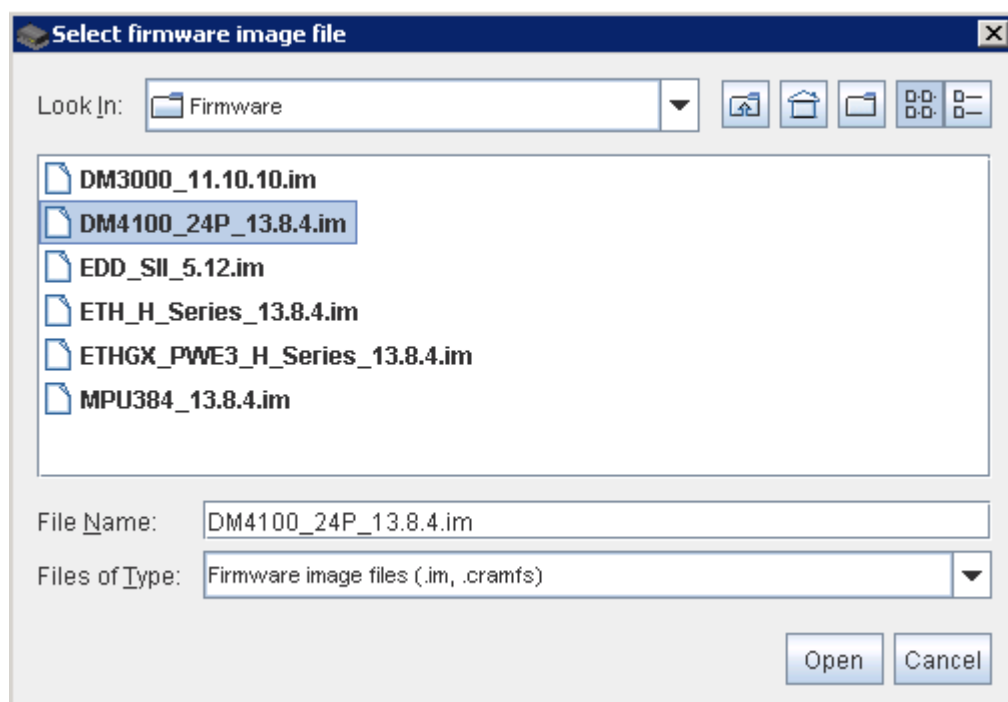 Select firmware image file
Look In: Firmware
DM3000_11.10.10.im
DM4100_24P_13.8.4.im
EDD_SII_5.12.im
ETH_H_Series_13.8.4.im
ETHGX_PWE3_H_Series_13.8.4.im
MPU384_13.8.4.im
File Name: DM4100_24P_13.8.4.im
Files of Type: Firmware image files (.im, .cramfs)
Open Cancel